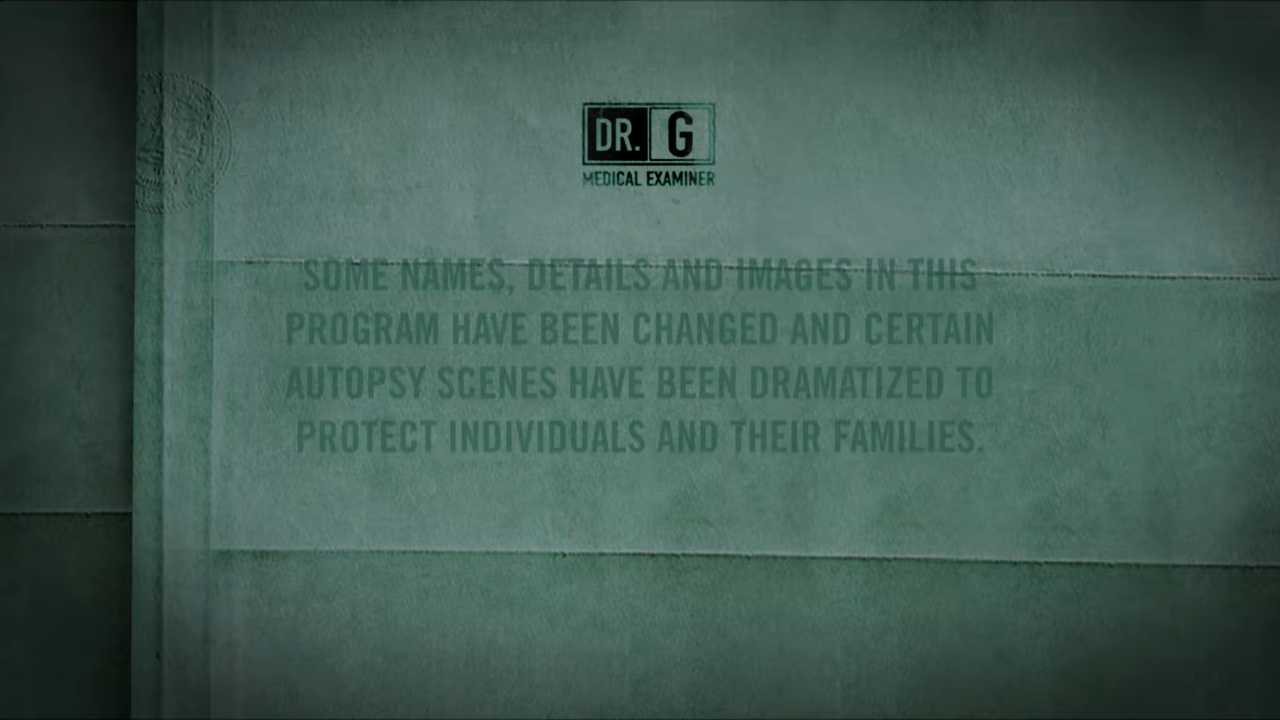 DR. G
MEDICAL EXAMINER
SOME NAMES, DETAILS AND IMAGES IN THIS
PROGRAM HAVE BEEN CHANGED AND CERTAIN
AUTOPSY SCENES HAVE BEEN DRAMATIZED TO
PROTECT INDIVIDUALS AND THEIR FAMILIES.